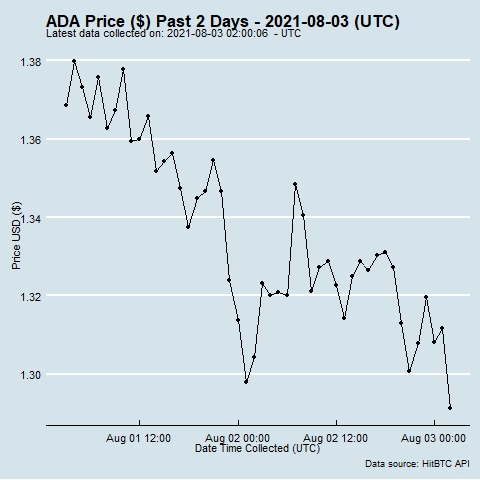 ADA Price ($) Past 2 Days - 2021-08-03 (UTC)
Latest data collected on: 2021-08-03 02:00:06  - UTC
1.38
1.36
1.34
1.32
1.30
Price USD ($)
Aug 01 12:00
Aug 02 00:00
Aug 02 12:00
Aug 03 00:00
Date Time Collected (UTC)
Data source: HitBTC API